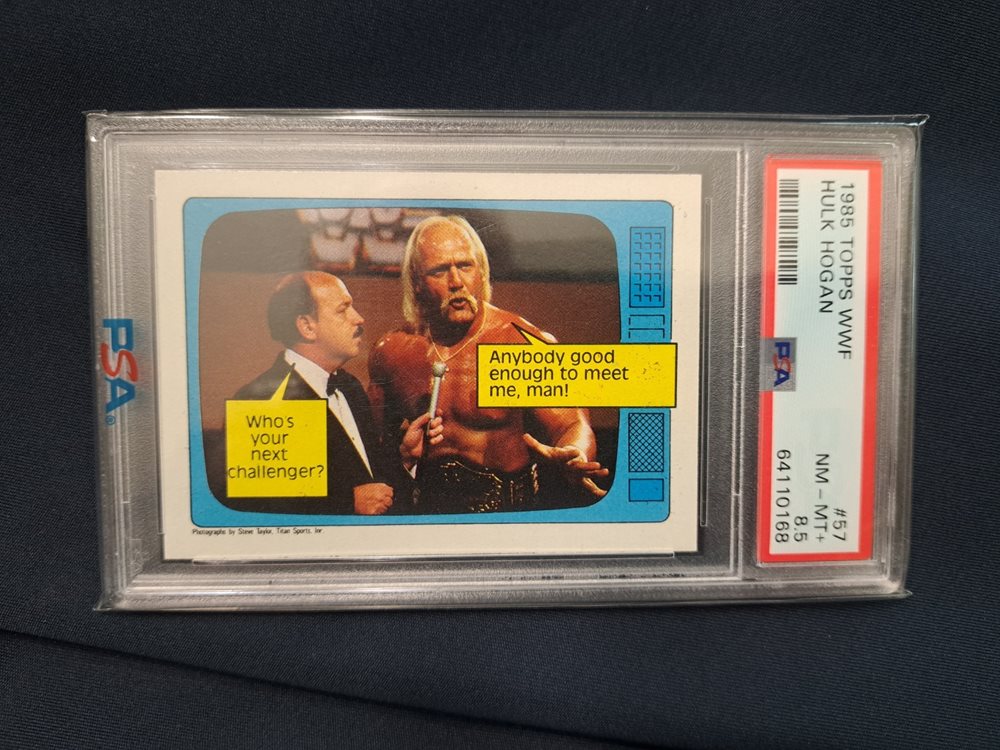 Who's
your
next
challenger?
Anybody good
enough to meet
me, man!
Photographs by Steve Taylor, Titan Sports, Inc.
PSA
1985 TOPPS WWF
HULK HOGAN
#57
NM - MT+
8.5
64110168
PSA